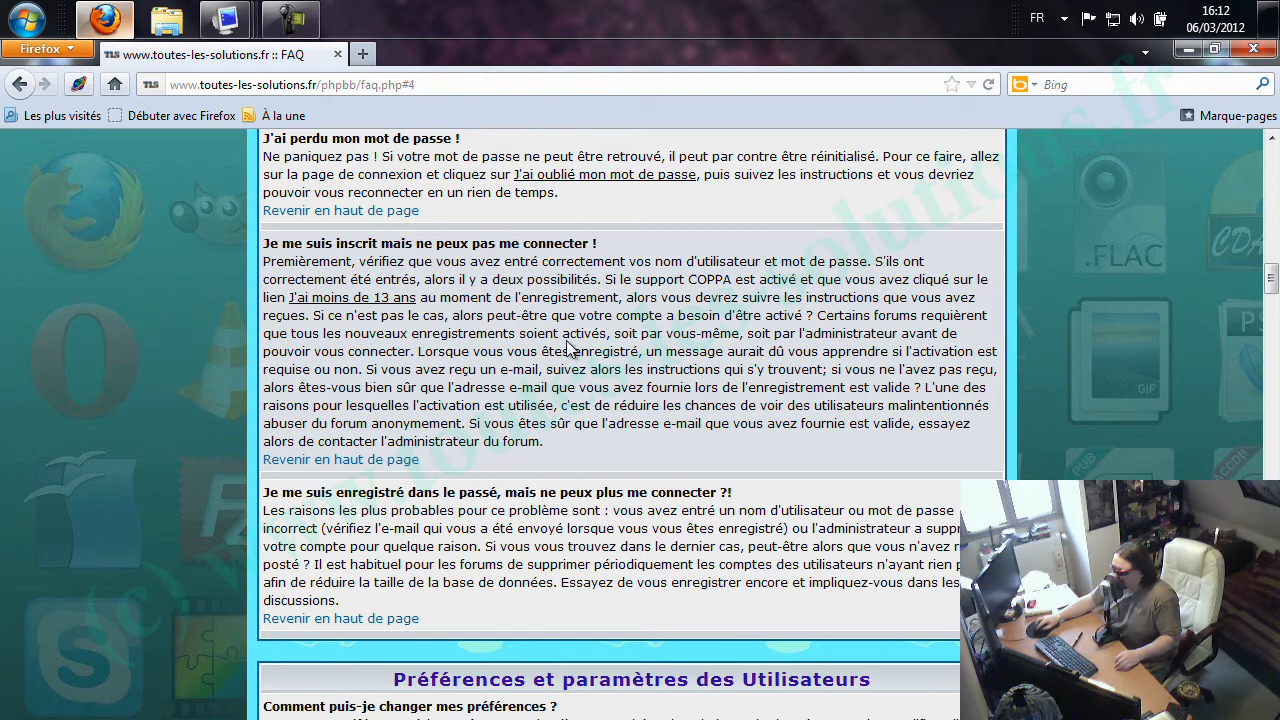 FR
16:12
06/03/2012
Firefox
TLS www.toutes-les-solutions.fr :: FAQ
TLS www.toutes-les-solutions.fr/phpbb/faq.php#4
Bing
Les plus visités
Débuter avec Firefox
À la une
Marque-pages
J'ai perdu mon mot de passe !
Ne paniquez pas ! Si votre mot de passe ne peut être retrouvé, il peut par contre être réinitialisé. Pour ce faire, allez
sur la page de connexion et cliquez sur J'ai oublié mon mot de passe, puis suivez les instructions et vous devriez
pouvoir vous reconnecter en un rien de temps.
Revenir en haut de page
Je me suis inscrit mais ne peux pas me connecter !
Premièrement, vérifiez que vous avez entré correctement vos nom d'utilisateur et mot de passe. S'ils ont
correctement été entrés, alors il y a deux possibilités. Si le support COPPA est activé et que vous avez cliqué sur le
lien J'ai moins de 13 ans au moment de l'enregistrement, alors vous devrez suivre les instructions que vous avez
reçues. Si ce n'est pas le cas, alors peut-être que votre compte a besoin d'être activé ? Certains forums requièrent
que tous les nouveaux enregistrements soient activés, soit par vous-même, soit par l'administrateur avant de
pouvoir vous connecter. Lorsque vous vous êtes enregistré, un message aurait dû vous apprendre si l'activation est
requise ou non. Si vous avez reçu un e-mail, suivez alors les instructions qui s'y trouvent; si vous ne l'avez pas reçu,
alors êtes-vous bien sûr que l'adresse e-mail que vous avez fournie lors de l'enregistrement est valide ? L'une des
raisons pour lesquelles l'activation est utilisée, c'est de réduire les chances de voir des utilisateurs malintentionnés
abuser du forum anonymement. Si vous êtes sûr que l'adresse e-mail que vous avez fournie est valide, essayez
alors de contacter l'administrateur du forum.
Revenir en haut de page
Je me suis enregistré dans le passé, mais ne peux plus me connecter ?!
Les raisons les plus probables pour ce problème sont : vous avez entré un nom d'utilisateur ou mot de passe
incorrect (vérifiez l'e-mail qui vous a été envoyé lorsque vous vous êtes enregistré) ou l'administrateur a suppr
votre compte pour quelque raison. Si vous vous trouvez dans le dernier cas, peut-être alors que vous n'avez r
posté ? Il est habituel pour les forums de supprimer périodiquement les comptes des utilisateurs n'ayant rien p
afin de réduire la taille de la base de données. Essayez de vous enregistrer encore et impliquez-vous dans les
discussions.
Revenir en haut de page
Préférences et paramètres des Utilisateurs
Comment puis-je changer mes préférences ?
.FLAC
CDA
GIF
PS
PUB
ACCDB
(c) www.toutes-les-solutions.fr